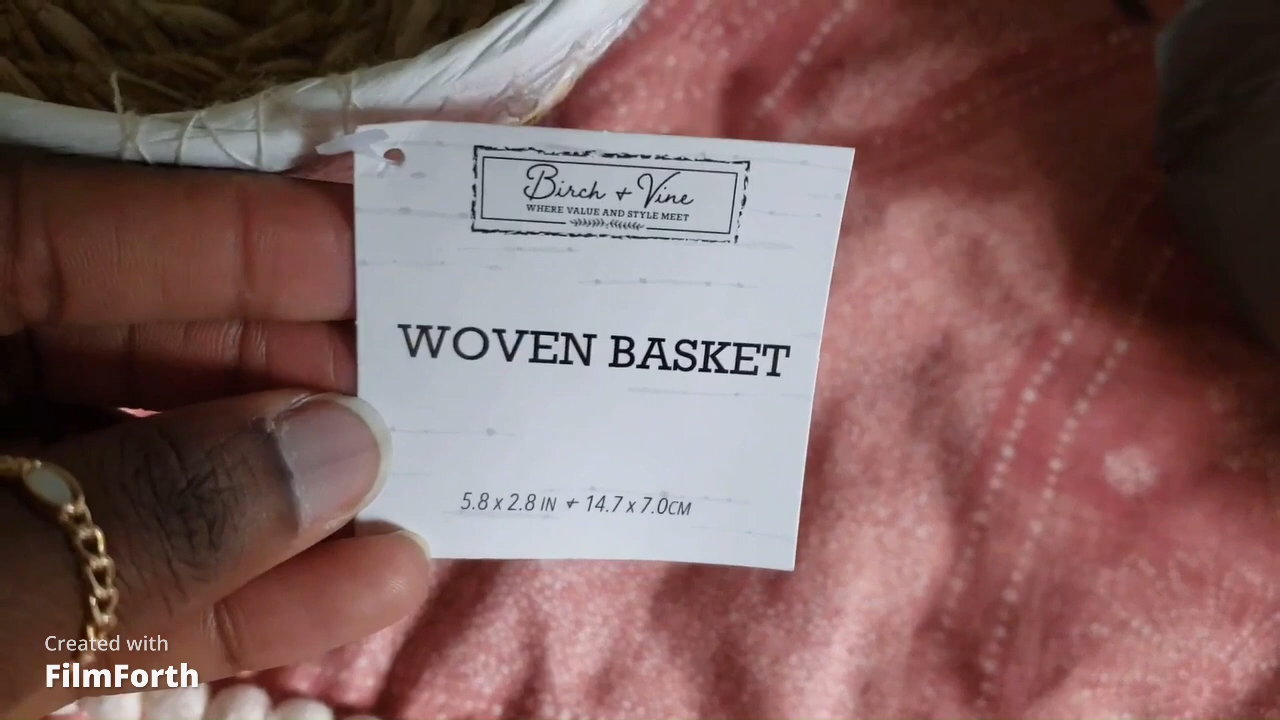 Birch + Vine
WHERE VALUE AND STYLE MEET
WOVEN BASKET
5.8 x 2.8 IN + 14.7 x 7.0CM
Created with
FilmForth